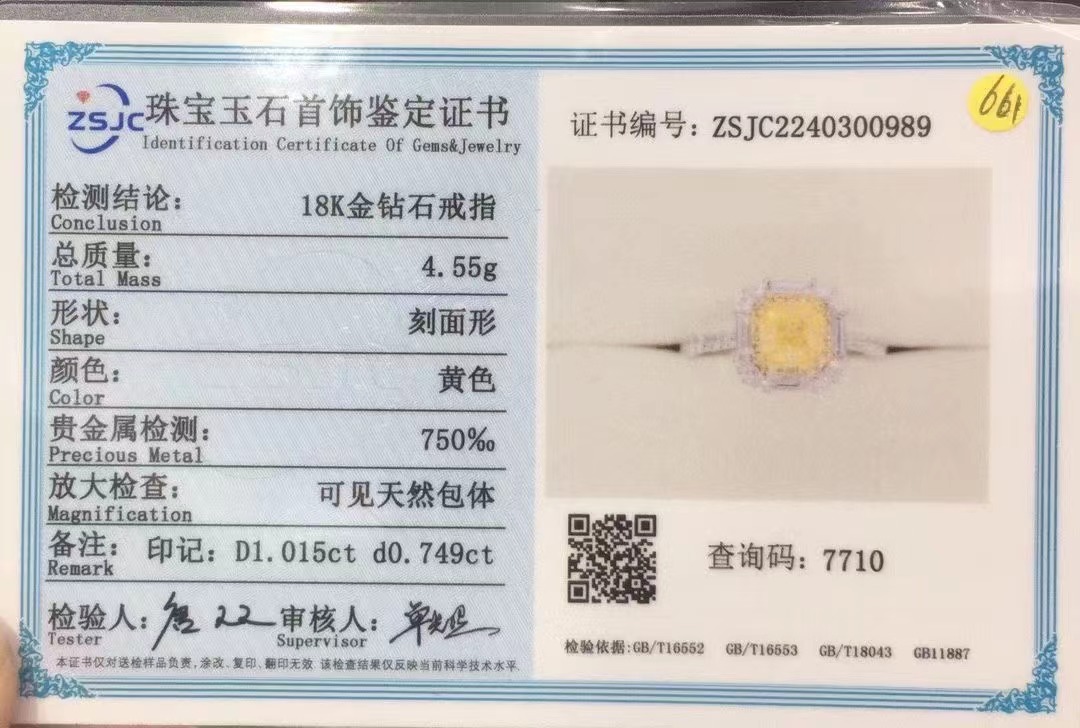 ZSJC 珠宝玉石首饰鉴定证书
Identification Certificate Of Gems&Jewelry
检测结论: 18K金钻石戒指
Conclusion
总质量: 4.55g
Total Mass
形状: 刻面形
Shape
颜色: 黄色
Color
贵金属检测: 750‰
Precious Metal
放大检查: 可见天然包体
Magnification
备注: 印记: D1.015ct d0.749ct
Remark
检验人: 审核人:
Tester Supervisor
本证书仅对送检样品负责,涂改、复印、翻印无效 该检查结果仅反映当前科学技术水平
证书编号: ZSJC2240300989
661
查询码: 7710
检验依据:GB/T16552 GB/T16553 GB/T18043 GB11887